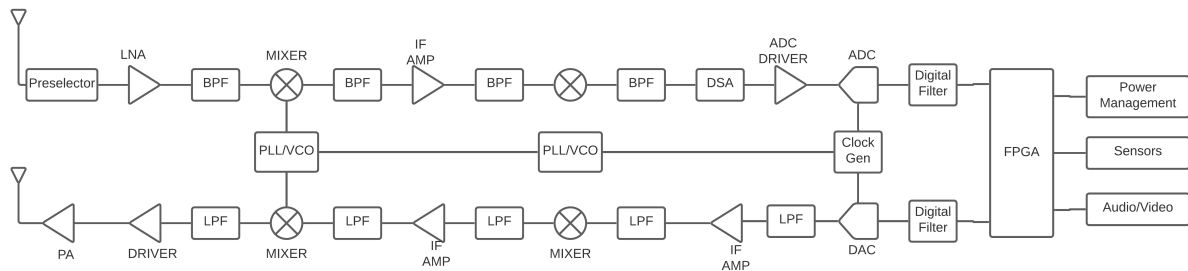 LNA
MIXER
IF
AMP
ADC
DRIVER
ADC
Preselector
BPF
BPF
BPF
BPF
DSA
Digital
Filter
Power
Management
PLL/VCO
PLL/VCO
Clock
Gen
FPGA
Sensors
LPF
LPF
LPF
LPF
LPF
Digital
Filter
Audio/Video
PA
DRIVER
MIXER
IF
AMP
MIXER
IF
AMP
DAC